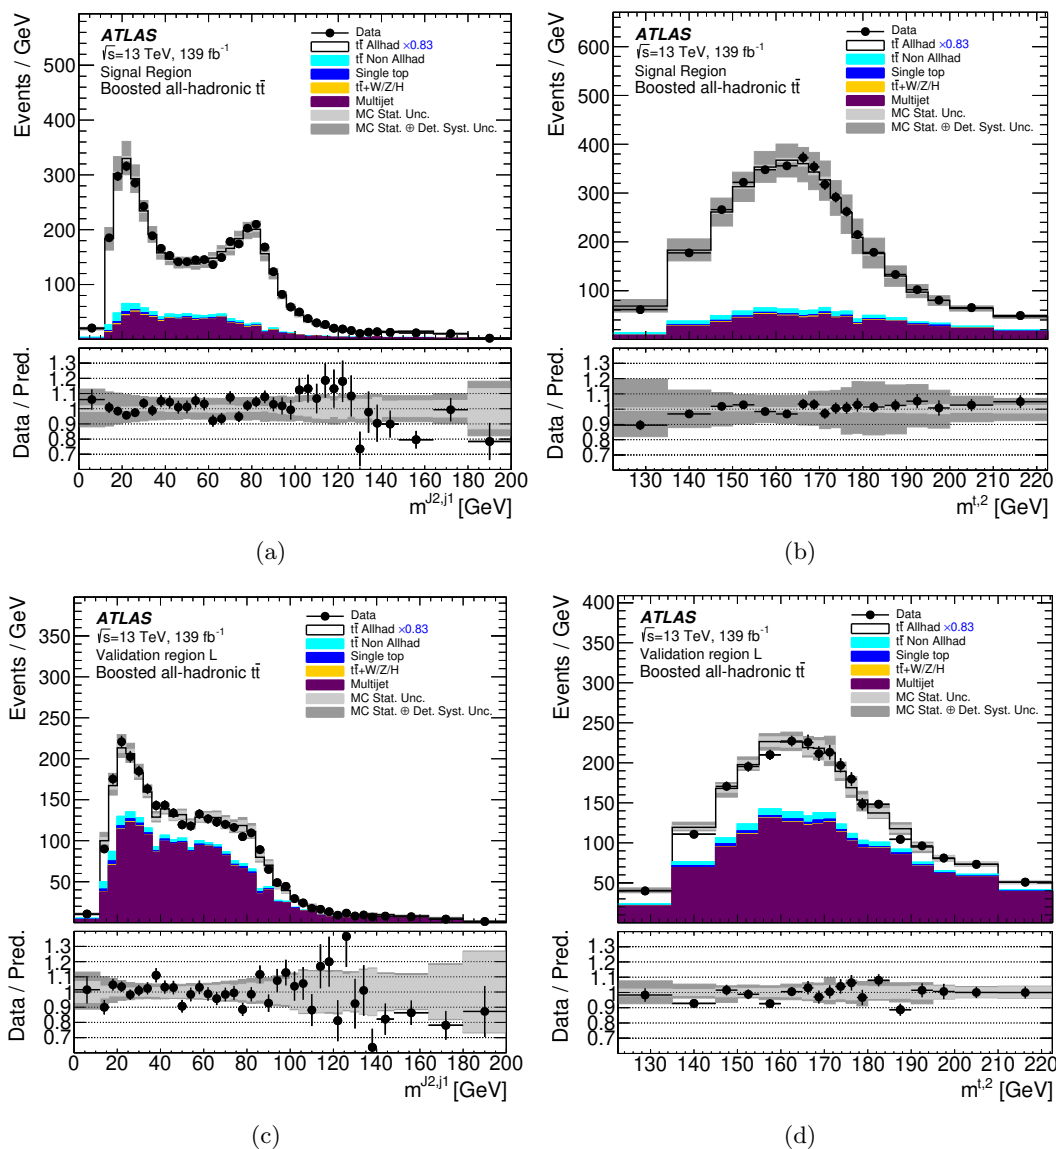 Events / GeV
500
400
300
200
100
ATLAS
√s=13 TeV, 139 fb⁻¹
Signal Region
Boosted all-hadronic tt̄
Data
tt̄ Allhad ×0.83
tt̄ Non Allhad
Single top
tt̄+W/Z/H
Multijet
MC Stat. Unc.
MC Stat. ⊕ Det. Syst. Unc.
Data / Pred.
1.3
1.2
1.1
1
0.9
0.8
0.7
0 20 40 60 80 100 120 140 160 180 200
m^{J2,j1} [GeV]
(a)
Events / GeV
600
500
400
300
200
100
ATLAS
√s=13 TeV, 139 fb⁻¹
Signal Region
Boosted all-hadronic tt̄
Data
tt̄ Allhad ×0.83
tt̄ Non Allhad
Single top
tt̄+W/Z/H
Multijet
MC Stat. Unc.
MC Stat. ⊕ Det. Syst. Unc.
Data / Pred.
1.3
1.2
1.1
1
0.9
0.8
0.7
130 140 150 160 170 180 190 200 210 220
m^{t,2} [GeV]
(b)
Events / GeV
350
300
250
200
150
100
50
ATLAS
√s=13 TeV, 139 fb⁻¹
Validation region L
Boosted all-hadronic tt̄
Data
tt̄ Allhad ×0.83
tt̄ Non Allhad
Single top
tt̄+W/Z/H
Multijet
MC Stat. Unc.
MC Stat. ⊕ Det. Syst. Unc.
Data / Pred.
1.3
1.2
1.1
1
0.9
0.8
0.7
0 20 40 60 80 100 120 140 160 180 200
m^{J2,j1} [GeV]
(c)
Events / GeV
400
350
300
250
200
150
100
50
ATLAS
√s=13 TeV, 139 fb⁻¹
Validation region L
Boosted all-hadronic tt̄
Data
tt̄ Allhad ×0.83
tt̄ Non Allhad
Single top
tt̄+W/Z/H
Multijet
MC Stat. Unc.
MC Stat. ⊕ Det. Syst. Unc.
Data / Pred.
1.3
1.2
1.1
1
0.9
0.8
0.7
130 140 150 160 170 180 190 200 210 220
m^{t,2} [GeV]
(d)